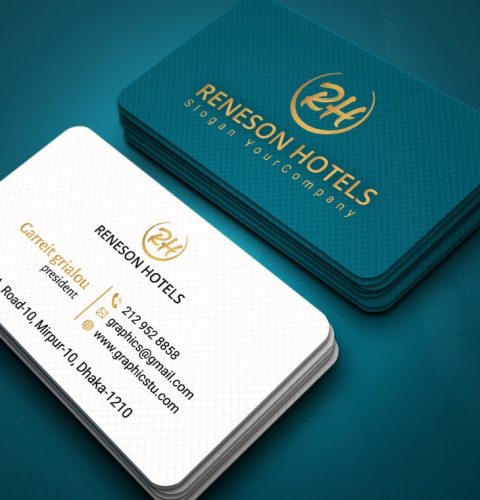 RH
RENESON HOTELS
Slogan YourCompany
RH
RENESON HOTELS
Garreit grialou
president
212 952 8858
graphics@gmail.com
www.graphicstu.com
Road-10, Mirpur-10, Dhaka-1210